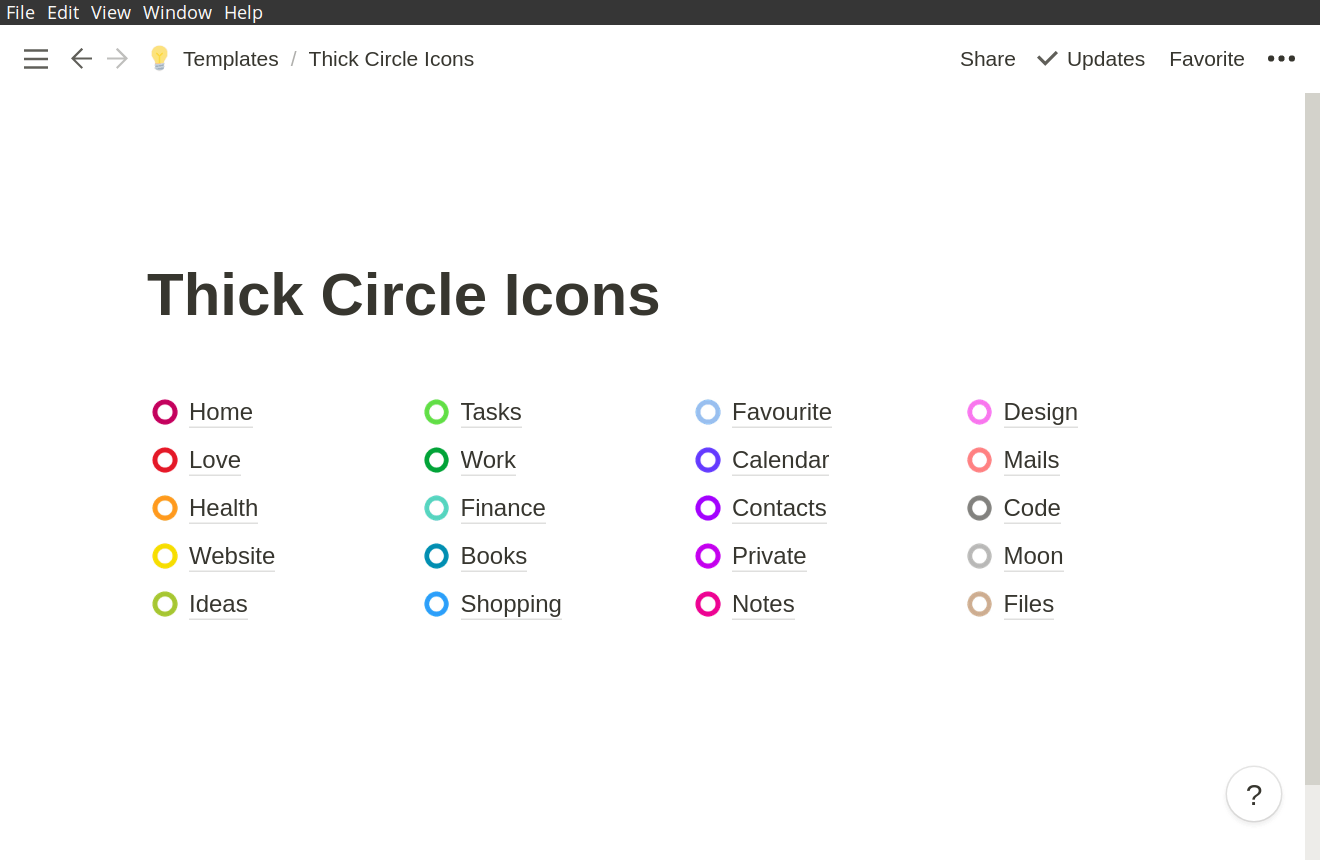 File Edit View Window Help
Templates / Thick Circle Icons Share Updates Favorite
Thick Circle Icons
Home Tasks Favourite Design
Love Work Calendar Mails
Health Finance Contacts Code
Website Books Private Moon
Ideas Shopping Notes Files
?